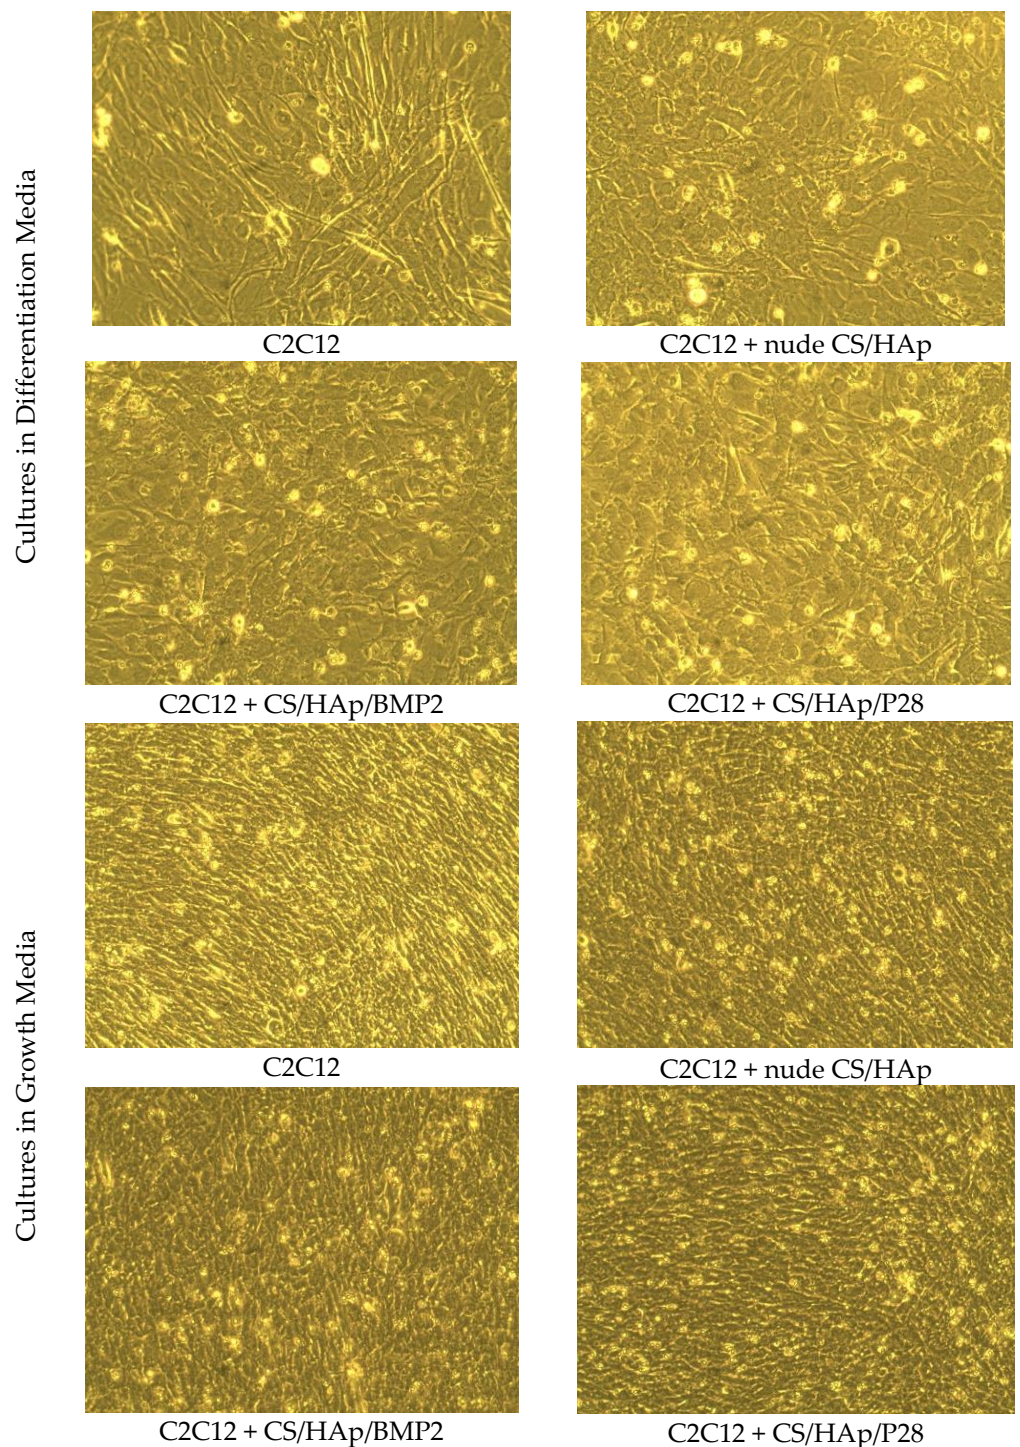 Cultures in Differentiation Media
C2C12
C2C12 + nude CS/HAp
C2C12 + CS/HAp/BMP2
C2C12 + CS/HAp/P28
Cultures in Growth Media
C2C12
C2C12 + nude CS/HAp
C2C12 + CS/HAp/BMP2
C2C12 + CS/HAp/P28